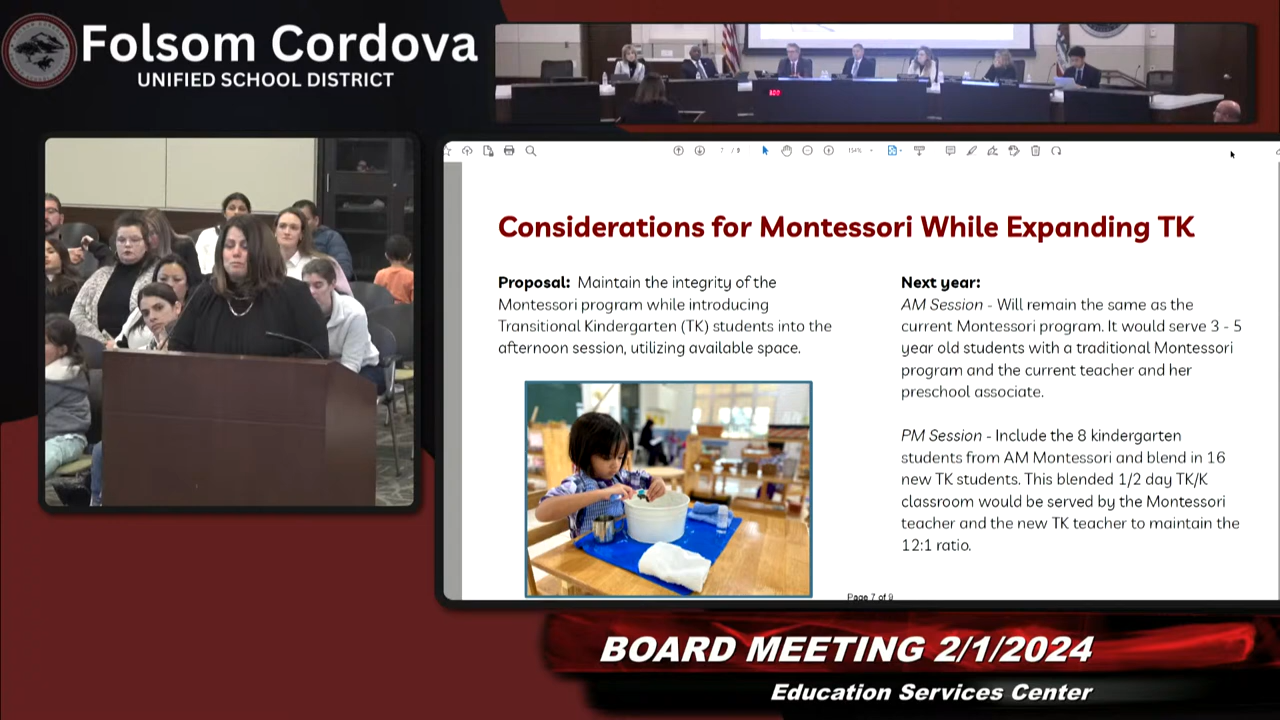 Folsom Cordova
UNIFIED SCHOOL DISTRICT
Considerations for Montessori While Expanding TK
Proposal: Maintain the integrity of the
Montessori program while introducing
Transitional Kindergarten (TK) students into the
afternoon session, utilizing available space.
Next year:
AM Session - Will remain the same as the
current Montessori program. It would serve 3 - 5
year old students with a traditional Montessori
program and the current teacher and her
preschool associate.
PM Session - Include the 8 kindergarten
students from AM Montessori and blend in 16
new TK students. This blended 1/2 day TK/K
classroom would be served by the Montessori
teacher and the new TK teacher to maintain the
12:1 ratio.
Page 7 of 9
BOARD MEETING 2/1/2024
Education Services Center